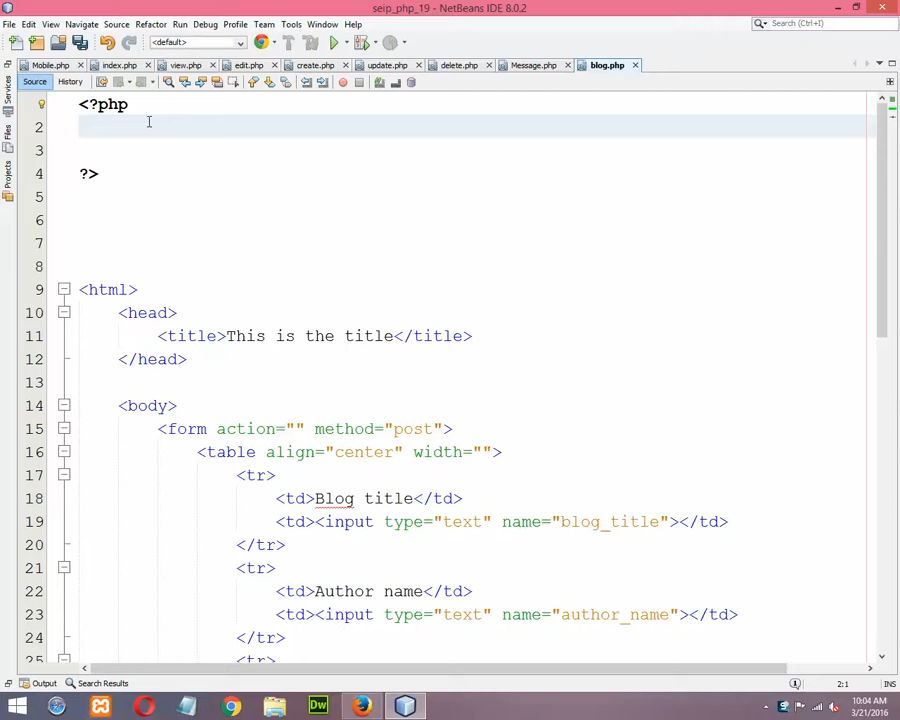 seip_php_19 - NetBeans IDE 8.0.2
File Edit View Navigate Source Refactor Run Debug Profile Team Tools Window Help
Search (Ctrl+I)
<default>
Mobile.php index.php view.php edit.php create.php update.php delete.php Message.php blog.php
Source History
Services
Files
Projects
<?php
2
3
4 ?>
5
6
7
8
9 <html>
10 <head>
11 <title>This is the title</title>
12 </head>
13
14 <body>
15 <form action="" method="post">
16 <table align="center" width="">
17 <tr>
18 <td>Blog title</td>
19 <td><input type="text" name="blog_title"></td>
20 </tr>
21 <tr>
22 <td>Author name</td>
23 <td><input type="text" name="author_name"></td>
24 </tr>
25 <tr>
Output Search Results
2:1 INS
Dw
10:04 AM
3/21/2016